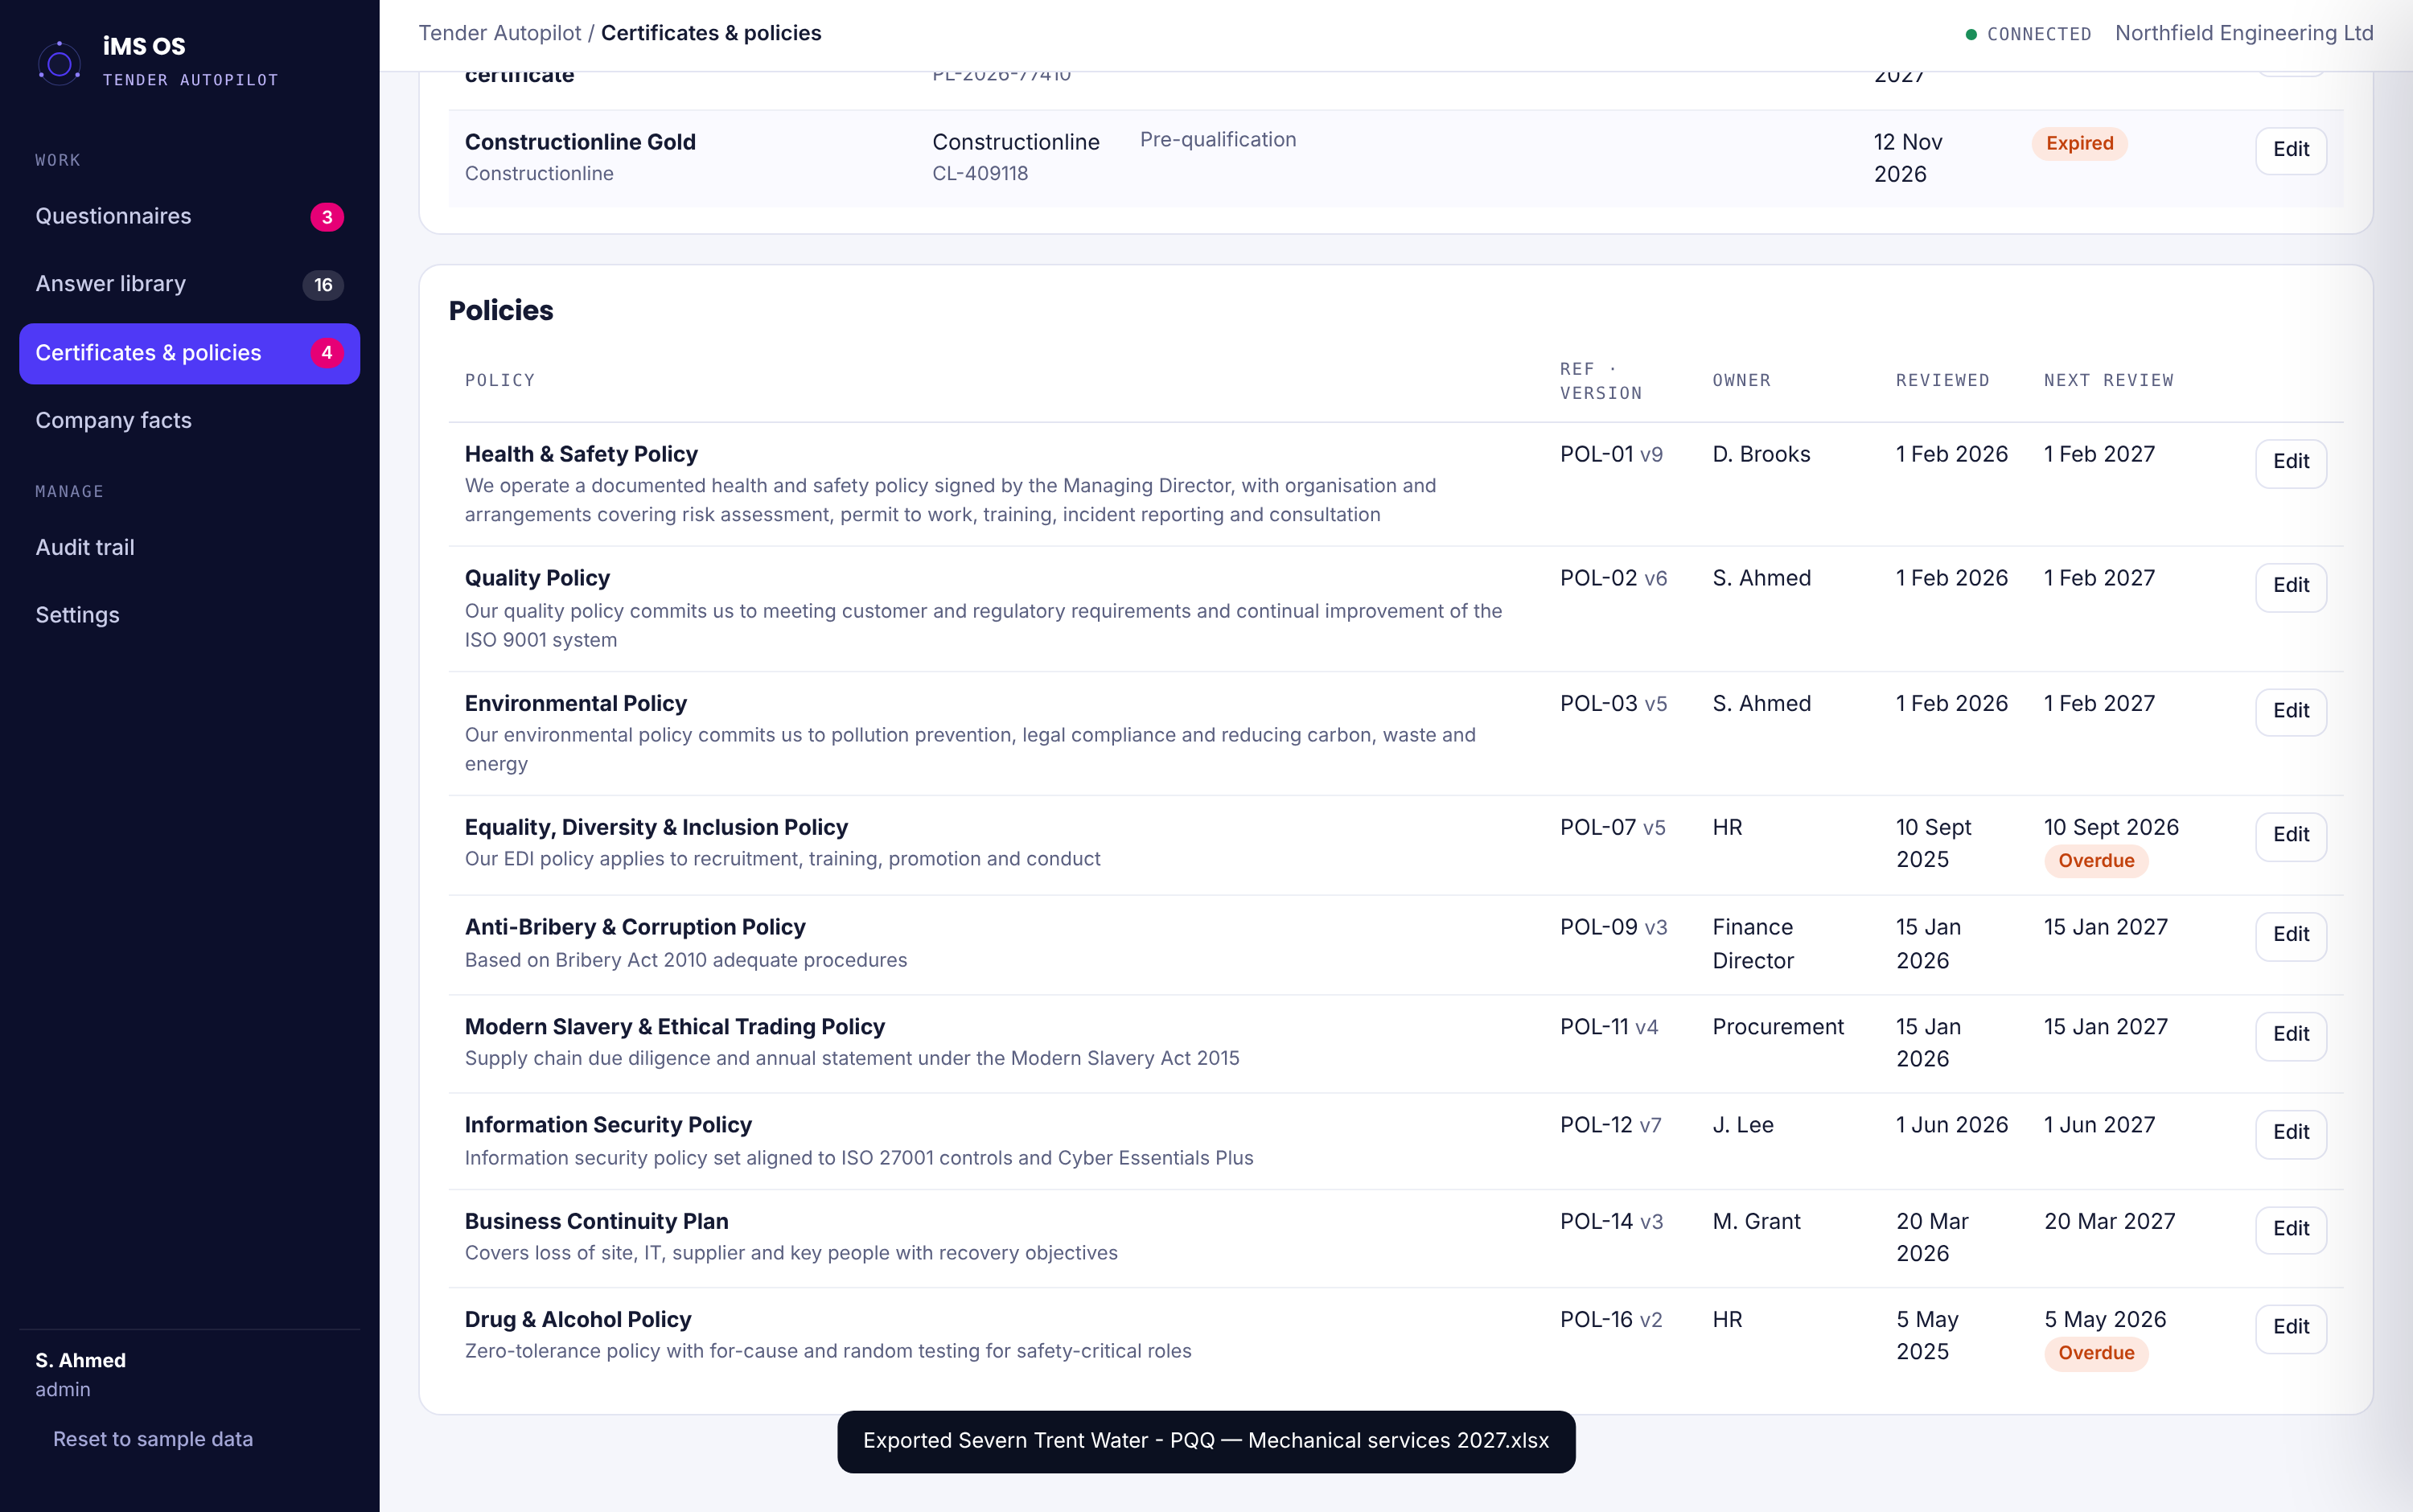 iMS OS
TENDER AUTOPILOT
WORK
Questionnaires 3
Answer library 16
Certificates & policies 4
Company facts
MANAGE
Audit trail
Settings
S. Ahmed
admin
Reset to sample data
Tender Autopilot / Certificates & policies
CONNECTED Northfield Engineering Ltd
certificate PL-2026-77410 2027
Constructionline Gold Constructionline Pre-qualification 12 Nov Expired Edit
Constructionline CL-409118 2026
Policies
POLICY REF · VERSION OWNER REVIEWED NEXT REVIEW
Health & Safety Policy POL-01 v9 D. Brooks 1 Feb 2026 1 Feb 2027 Edit
We operate a documented health and safety policy signed by the Managing Director, with organisation and
arrangements covering risk assessment, permit to work, training, incident reporting and consultation
Quality Policy POL-02 v6 S. Ahmed 1 Feb 2026 1 Feb 2027 Edit
Our quality policy commits us to meeting customer and regulatory requirements and continual improvement of the
ISO 9001 system
Environmental Policy POL-03 v5 S. Ahmed 1 Feb 2026 1 Feb 2027 Edit
Our environmental policy commits us to pollution prevention, legal compliance and reducing carbon, waste and
energy
Equality, Diversity & Inclusion Policy POL-07 v5 HR 10 Sept 10 Sept 2026 Edit
Our EDI policy applies to recruitment, training, promotion and conduct 2025 Overdue
Anti-Bribery & Corruption Policy POL-09 v3 Finance 15 Jan 15 Jan 2027 Edit
Based on Bribery Act 2010 adequate procedures Director 2026
Modern Slavery & Ethical Trading Policy POL-11 v4 Procurement 15 Jan 15 Jan 2027 Edit
Supply chain due diligence and annual statement under the Modern Slavery Act 2015 2026
Information Security Policy POL-12 v7 J. Lee 1 Jun 2026 1 Jun 2027 Edit
Information security policy set aligned to ISO 27001 controls and Cyber Essentials Plus
Business Continuity Plan POL-14 v3 M. Grant 20 Mar 20 Mar 2027 Edit
Covers loss of site, IT, supplier and key people with recovery objectives 2026
Drug & Alcohol Policy POL-16 v2 HR 5 May 5 May 2026 Edit
Zero-tolerance policy with for-cause and random testing for safety-critical roles 2025 Overdue
Exported Severn Trent Water - PQQ — Mechanical services 2027.xlsx